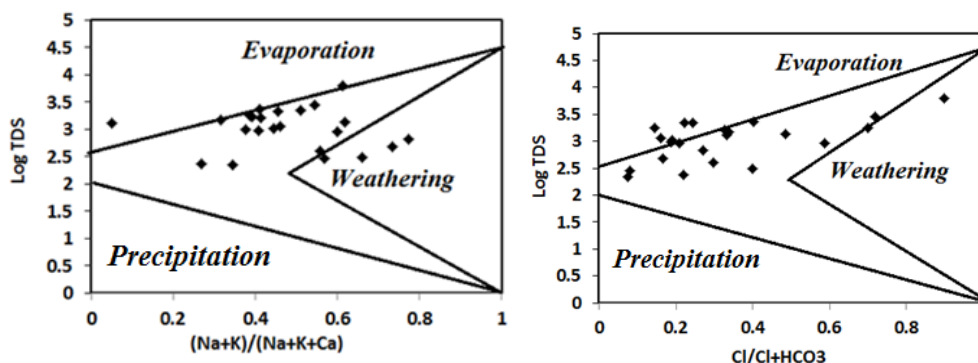 5
4.5
4
3.5
3
2.5
2
1.5
1
0.5
0
Log TDS
Evaporation
Weathering
Precipitation
0 0.2 0.4 0.6 0.8 1
(Na+K)/(Na+K+Ca)
5
4.5
4
3.5
3
2.5
2
1.5
1
0.5
0
Log TDS
Evaporation
Weathering
Precipitation
0 0.2 0.4 0.6 0.8
Cl/Cl+HCO3